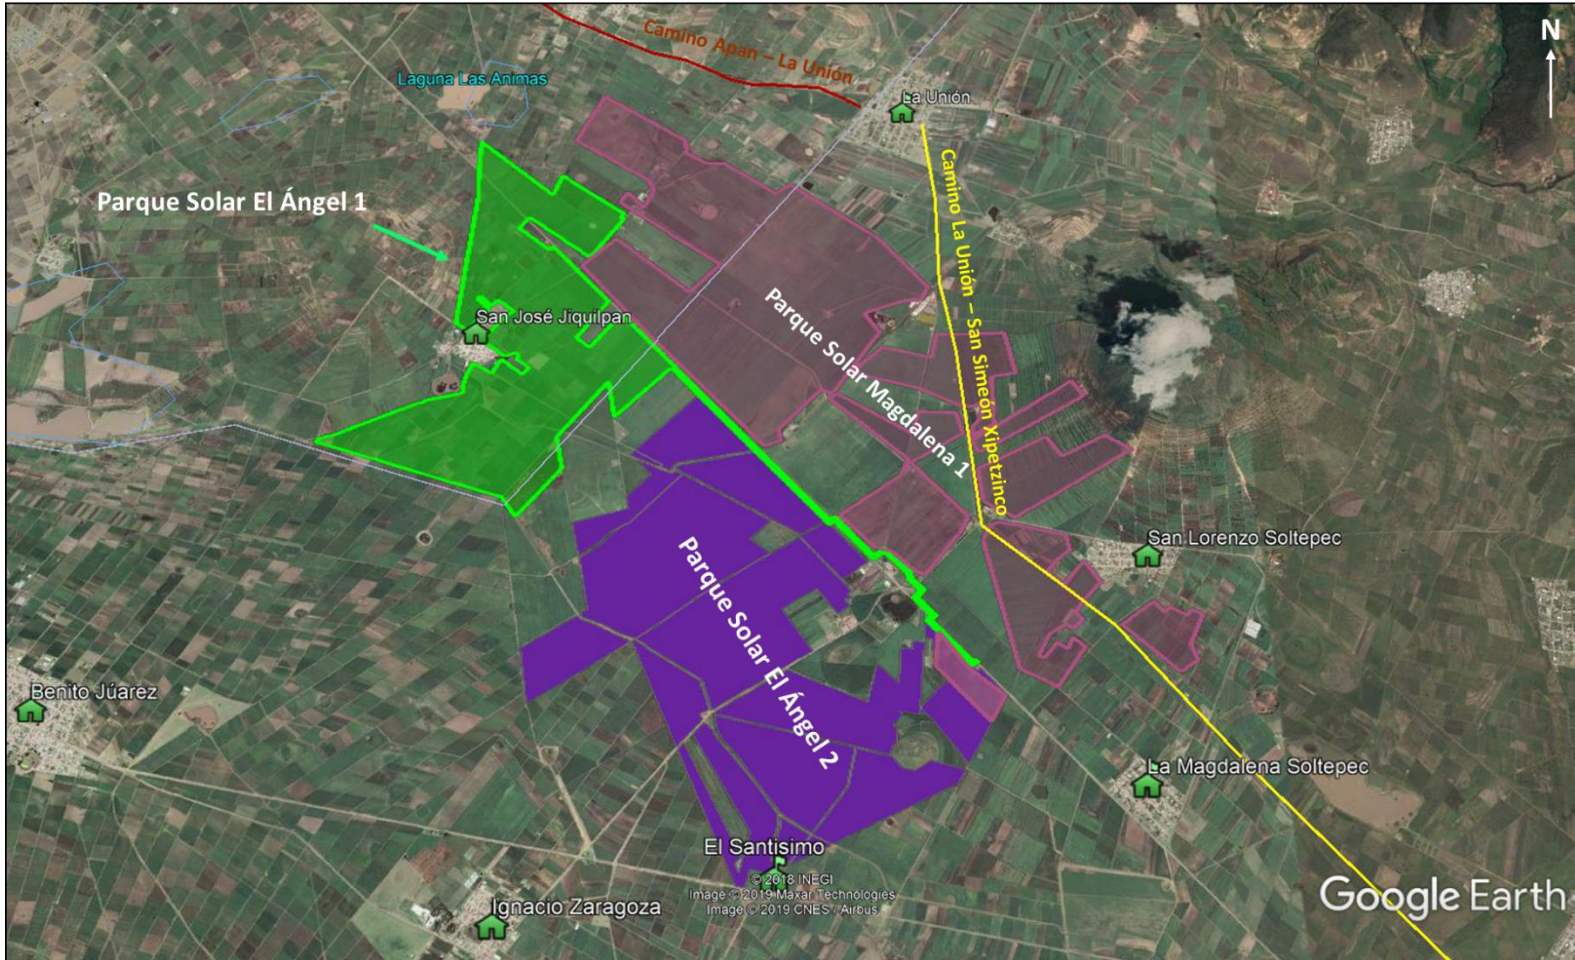 Camino Apan – La Unión
N
Laguna Las Animas
La Unión
Parque Solar El Ángel 1
Camino La Unión – San Simeón Xipetzinco
San José Jiquilpan
Parque Solar Magdalena 1
San Lorenzo Soltepec
Parque Solar El Ángel 2
Benito Júarez
La Magdalena Soltepec
El Santisimo
© 2018 INEGI
Image © 2019 Maxar Technologies
Image © 2019 CNES / Airbus
Ignacio Zaragoza
Google Earth